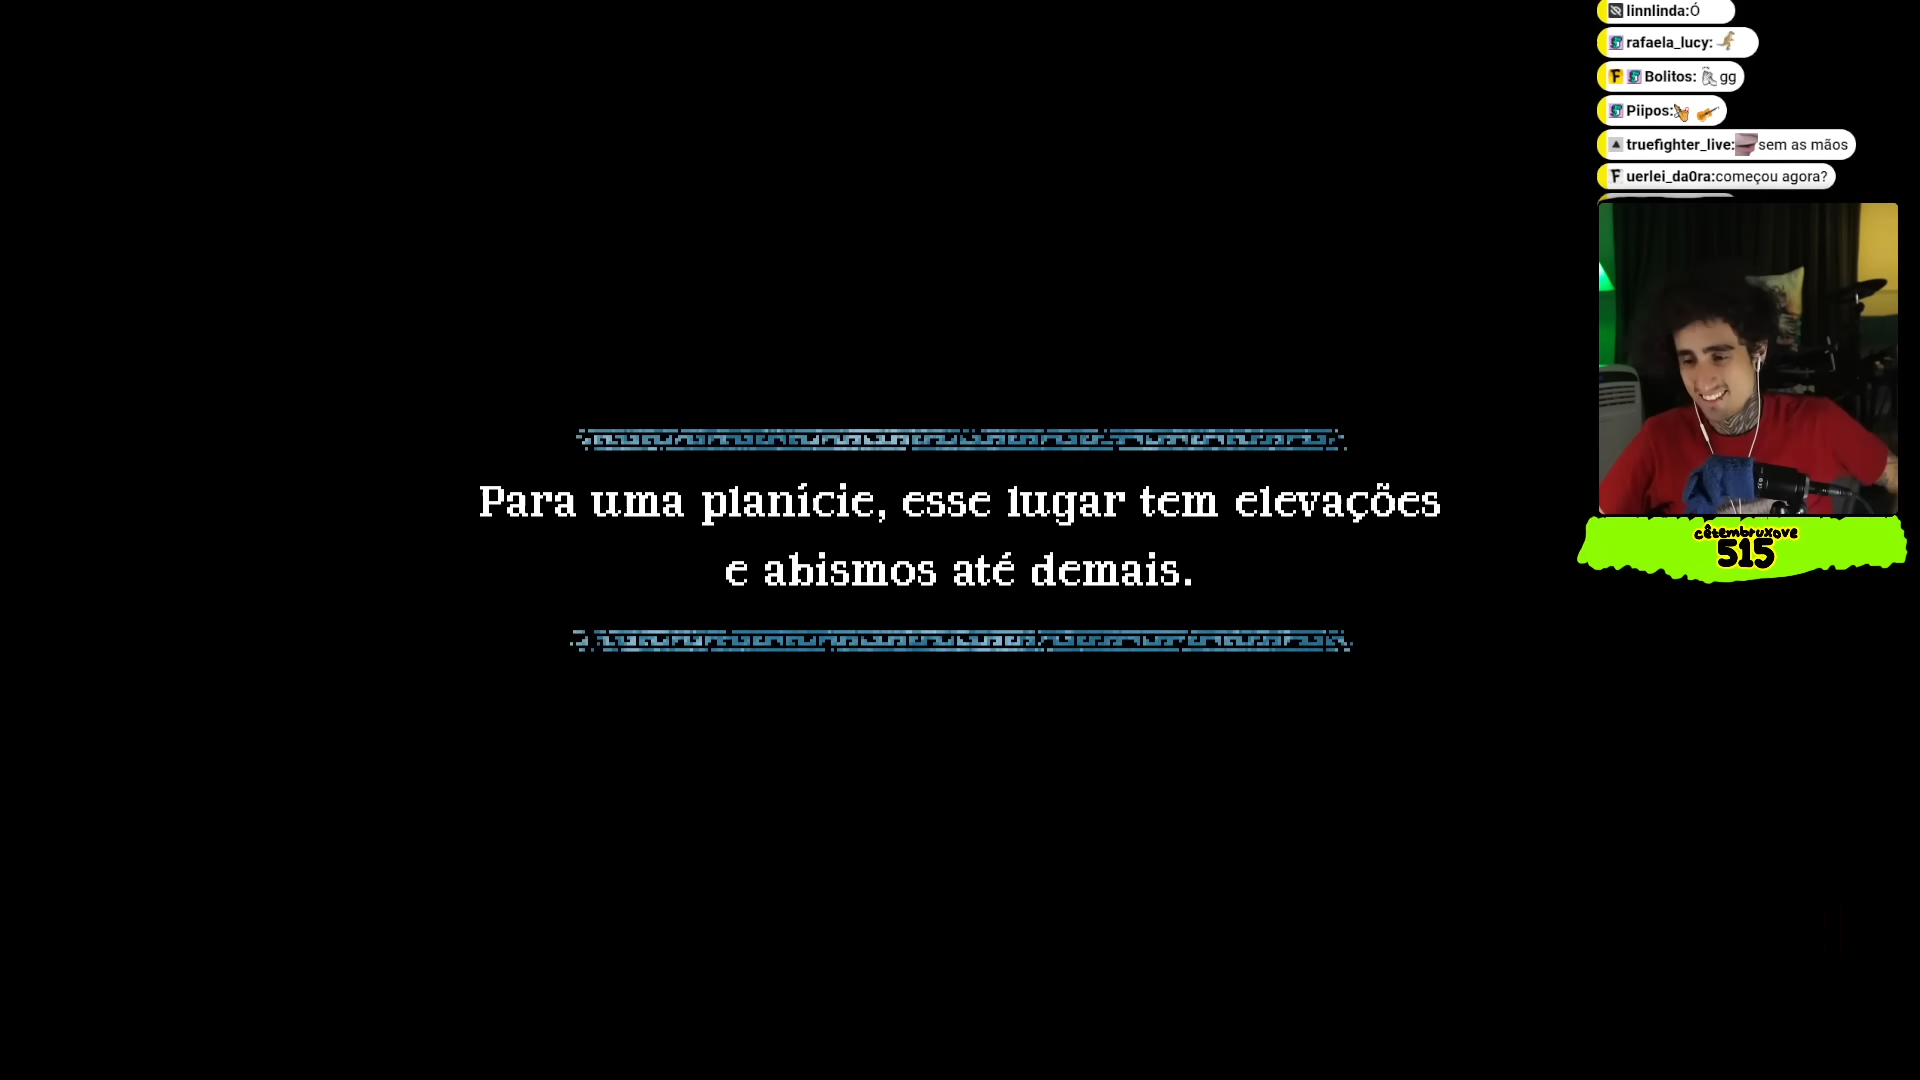 linnlinda:Ó
rafaela_lucy:
Bolitos: gg
Piipos:
truefighter_live: sem as mãos
uerlei_da0ra:começou agora?
cêtembruxove
515
Para uma planície, esse lugar tem elevações
e abismos até demais.